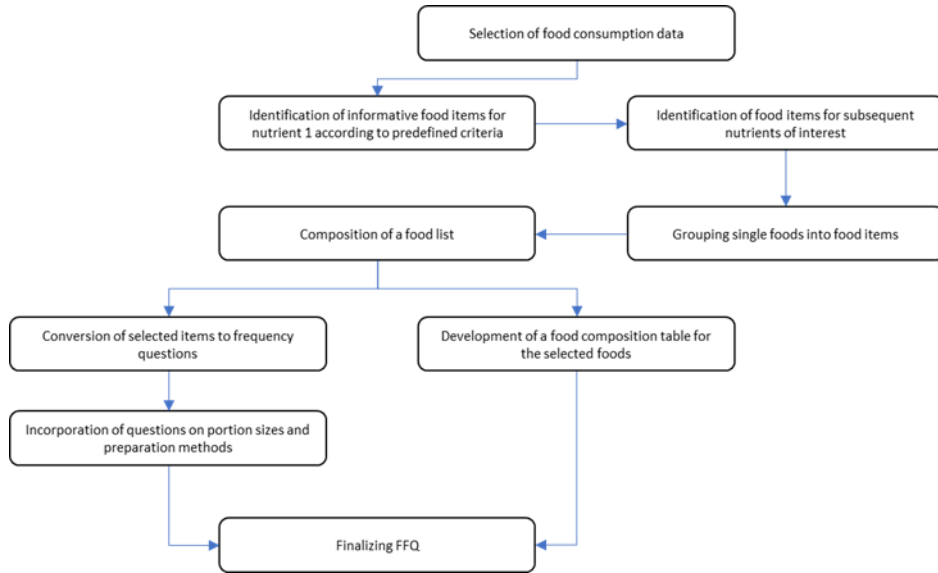 Selection of food consumption data
Identification of informative food items for
nutrient 1 according to predefined criteria
Identification of food items for subsequent
nutrients of interest
Composition of a food list
Grouping single foods into food items
Conversion of selected items to frequency
questions
Development of a food composition table for
the selected foods
Incorporation of questions on portion sizes and
preparation methods
Finalizing FFQ